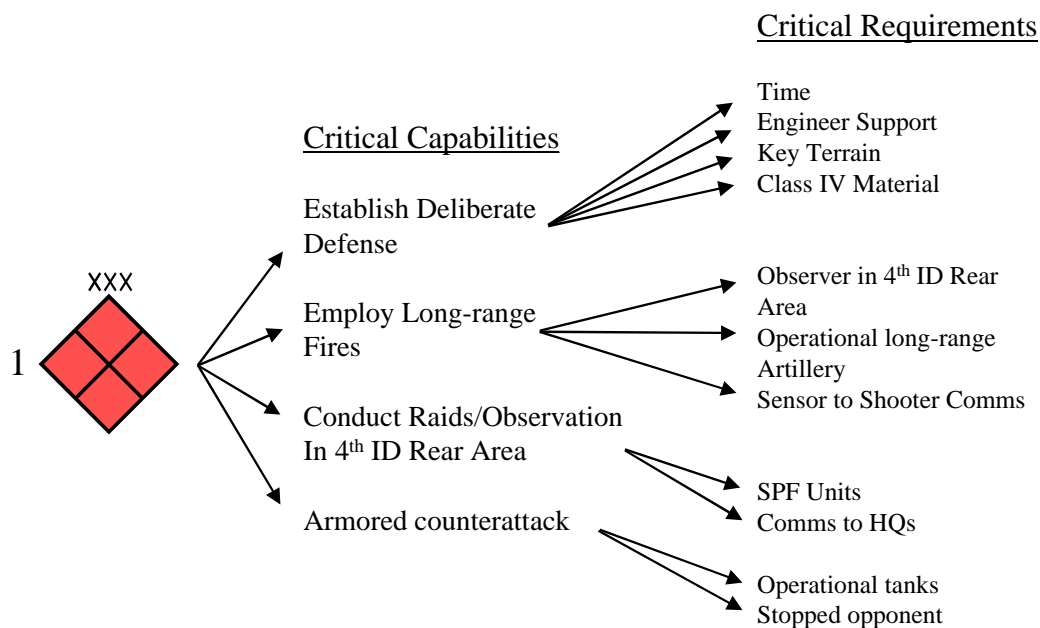 Critical Requirements
Time
Engineer Support
Key Terrain
Class IV Material
Critical Capabilities
Establish Deliberate
Defense
XXX
1
Employ Long-range
Fires
Observer in 4th ID Rear
Area
Operational long-range
Artillery
Sensor to Shooter Comms
Conduct Raids/Observation
In 4th ID Rear Area
SPF Units
Comms to HQs
Armored counterattack
Operational tanks
Stopped opponent